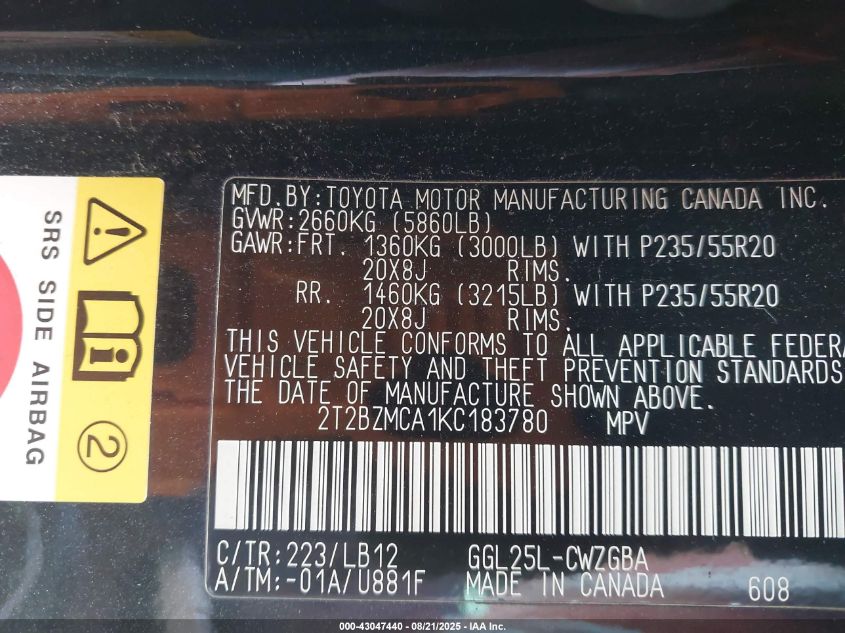 MFD.BY:TOYOTA MOTOR MANUFACTURING CANADA INC.
GVWR:2660KG (5860LB)
GAWR:FRT. 1360KG (3000LB) WITH P235/55R20
20X8J RIMS.
RR. 1460KG (3215LB) WITH P235/55R20
20X8J RIMS.
THIS VEHICLE CONFORMS TO ALL APPLICABLE FEDERA
VEHICLE SAFETY AND THEFT PREVENTION STANDARDS
THE DATE OF MANUFACTURE SHOWN ABOVE.
2T2BZMCA1KC183780 MPV
C/TR:223/LB12 GGL25L-CWZGBA
A/TM:-01A/U881F MADE IN CANADA 608
SRS SIDE AIRBAG
2
000-43047440 - 08/21/2025 - IAA Inc.